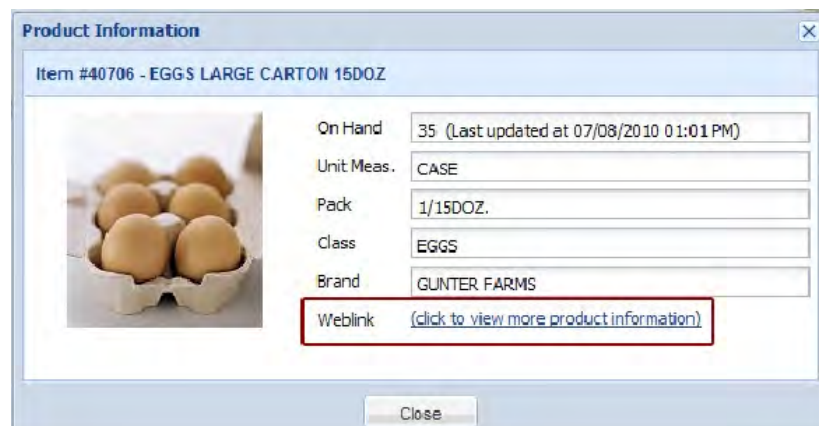 Product Information
Item #40706 - EGGS LARGE CARTON 15DOZ
On Hand 35 (Last updated at 07/08/2010 01:01 PM)
Unit Meas. CASE
Pack 1/15DOZ.
Class EGGS
Brand GUNTER FARMS
Weblink (click to view more product information)
Close